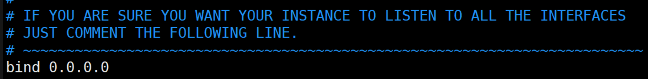 #
# IF YOU ARE SURE YOU WANT YOUR INSTANCE TO LISTEN TO ALL THE INTERFACES
# JUST COMMENT THE FOLLOWING LINE.
# ~~~~~~~~~~~~~~~~~~~~~~~~~~~~~~~~~~~~~~~~~~~~~~~~~~~~~~~~~~~~~~~~~~~~~~~~
bind 0.0.0.0